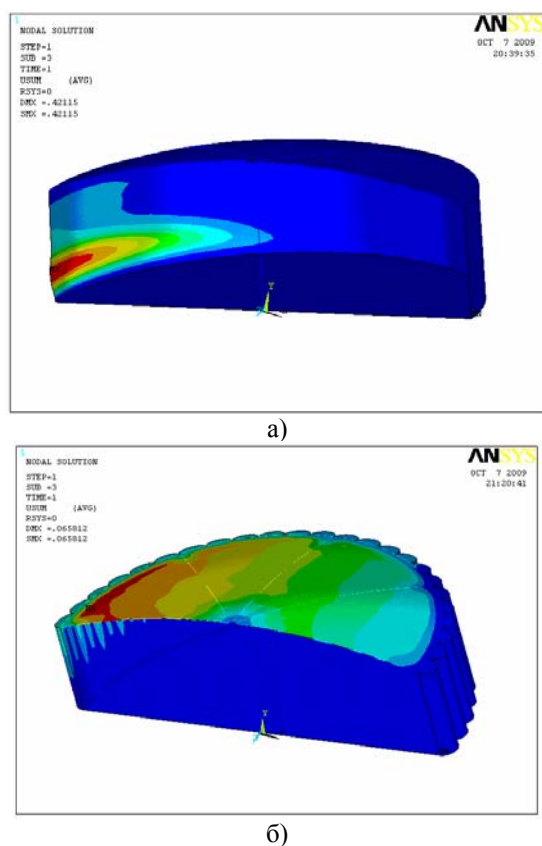 1
NODAL SOLUTION
STEP=1
SUB =3
TIME=1
USUM (AVG)
RSYS=0
DMX =.42115
SMX =.42115
ANSYS
OCT 7 2009
20:39:35
Y
а)
1
NODAL SOLUTION
STEP=1
SUB =3
TIME=1
USUM (AVG)
RSYS=0
DMX =.065812
SMX =.065812
ANSYS
OCT 7 2009
21:20:41
Y
б)